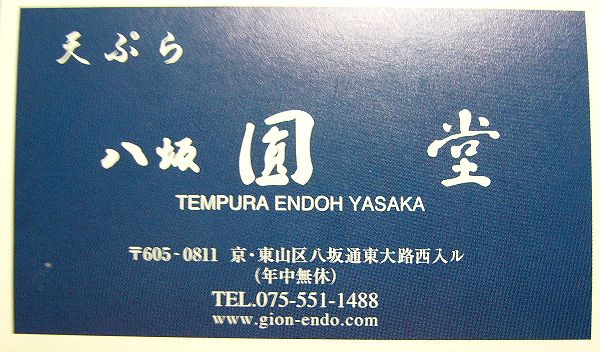 天ぷら
八坂 圓 堂
TEMPURA ENDOH YASAKA
〒605-0811 京・東山区八坂通東大路西入ル
(年中無休)
TEL.075-551-1488
www.gion-endo.com